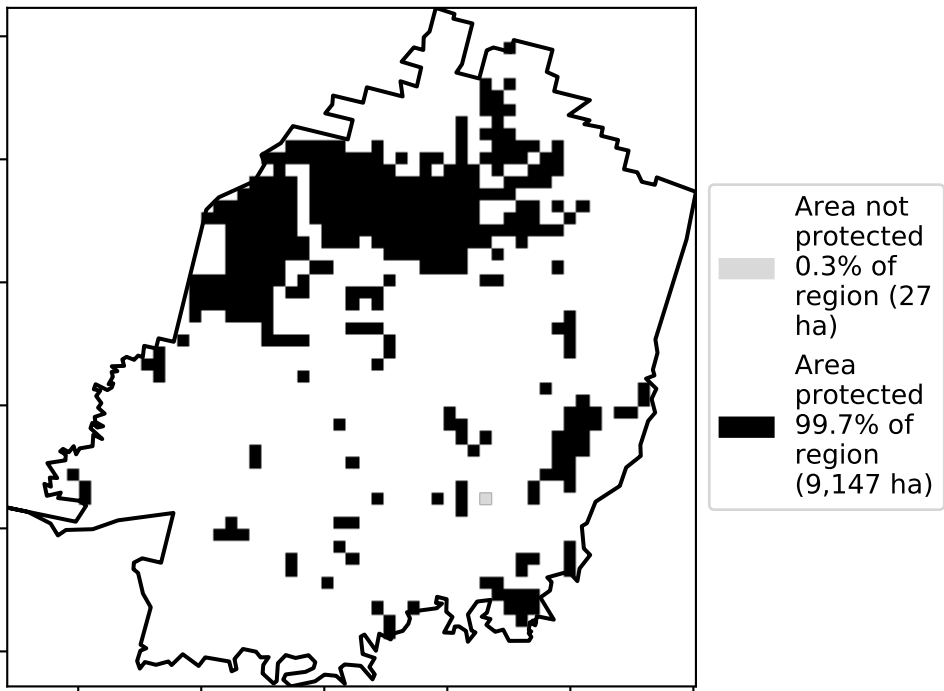 Area not
protected
0.3% of
region (27
ha)
Area
protected
99.7% of
region
(9,147 ha)